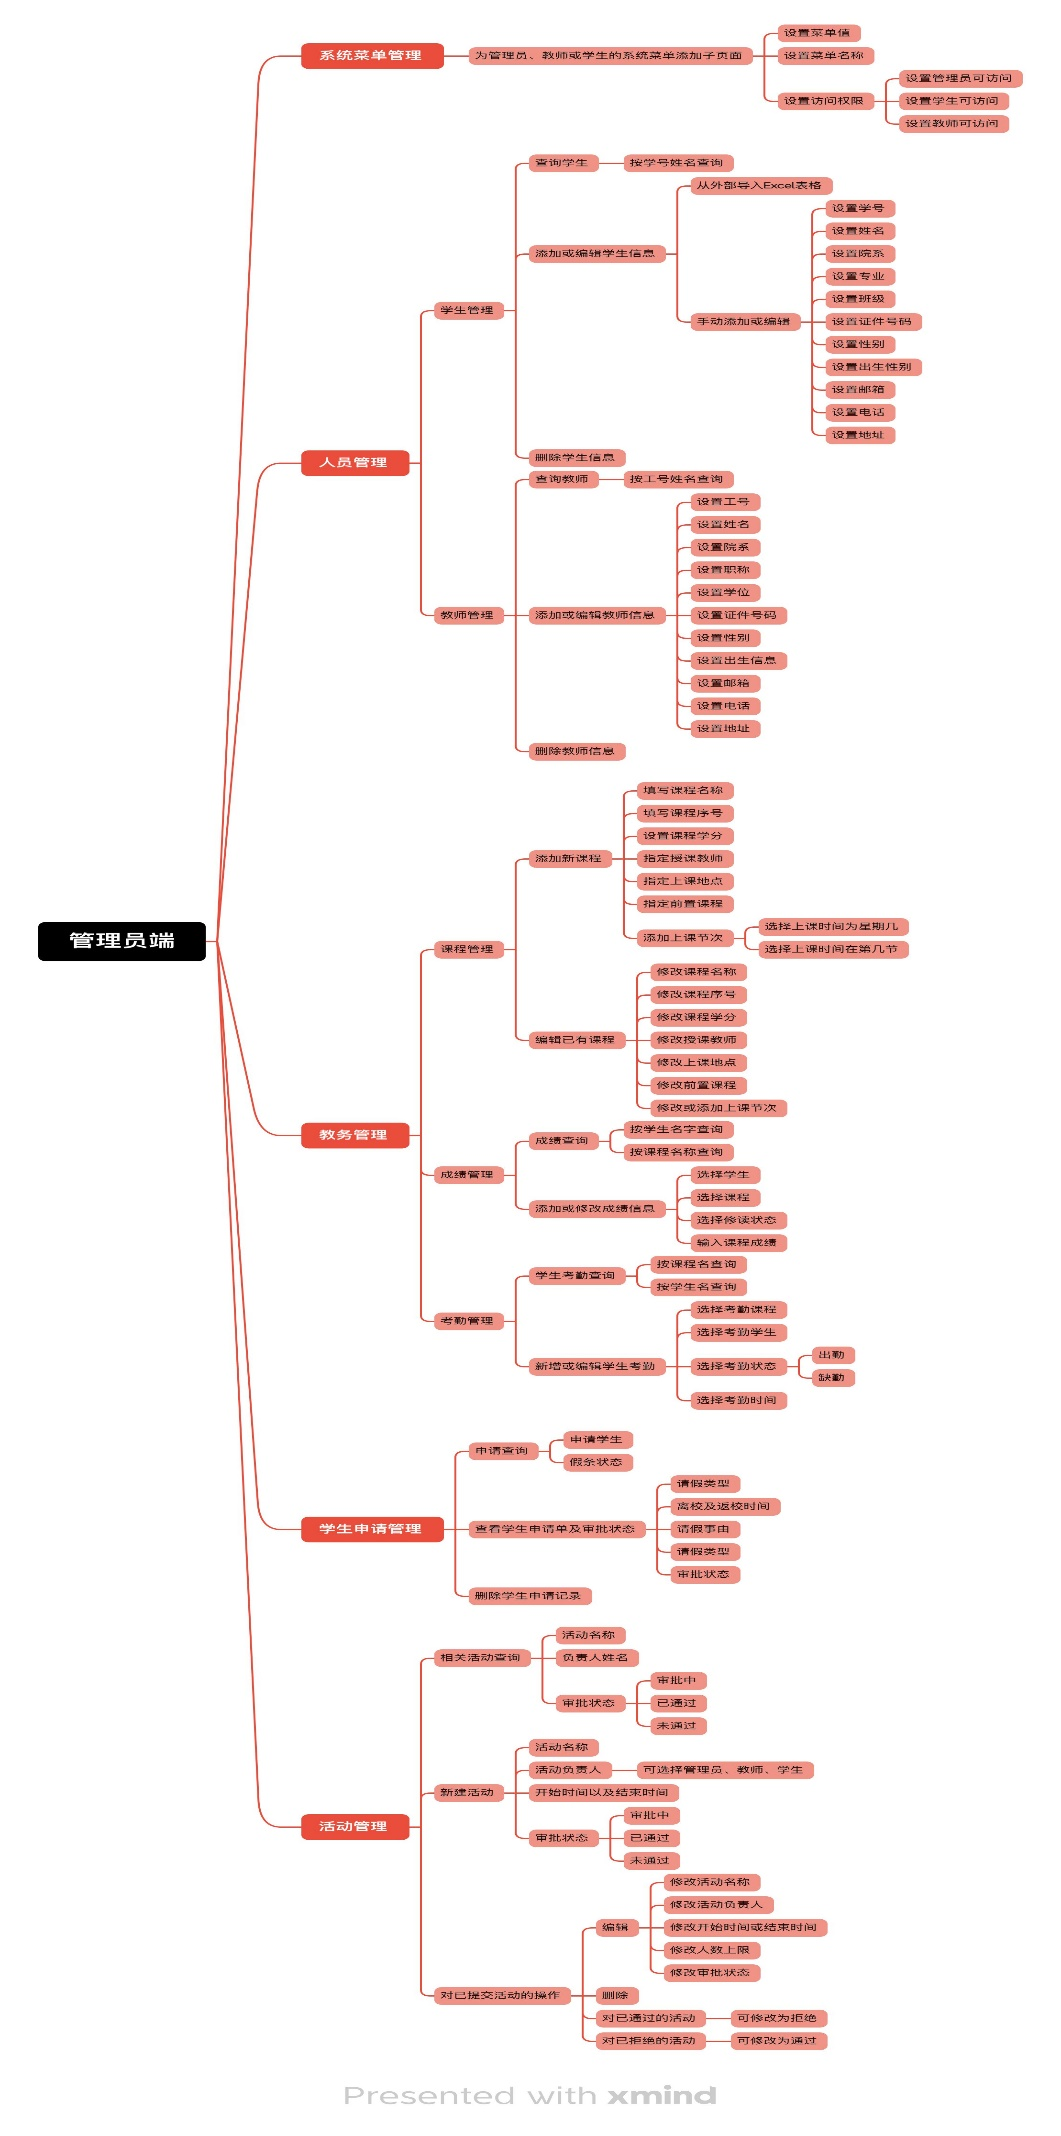 管理员端
系统菜单管理
为管理员、教师或学生的系统菜单添加子页面
设置菜单值
设置菜单名称
设置访问权限
设置管理员可访问
设置学生可访问
设置教师可访问
人员管理
学生管理
查询学生
按学号姓名查询
添加或编辑学生信息
从外部导入Excel表格
手动添加或编辑
设置学号
设置姓名
设置院系
设置专业
设置班级
设置证件号码
设置性别
设置出生性别
设置邮箱
设置电话
设置地址
删除学生信息
教师管理
查询教师
按工号姓名查询
添加或编辑教师信息
设置工号
设置姓名
设置院系
设置职称
设置学位
设置证件号码
设置性别
设置出生信息
设置邮箱
设置电话
设置地址
删除教师信息
教务管理
课程管理
添加新课程
填写课程名称
填写课程序号
设置课程学分
指定授课教师
指定上课地点
指定前置课程
添加上课节次
选择上课时间为星期几
选择上课时间在第几节
编辑已有课程
修改课程名称
修改课程序号
修改课程学分
修改授课教师
修改上课地点
修改前置课程
修改或添加上课节次
成绩管理
成绩查询
按学生名字查询
按课程名称查询
添加或修改成绩信息
选择学生
选择课程
选择修读状态
输入课程成绩
考勤管理
学生考勤查询
按课程名查询
按学生名查询
新增或编辑学生考勤
选择考勤课程
选择考勤学生
选择考勤状态
出勤
缺勤
选择考勤时间
学生申请管理
申请查询
申请学生
假条状态
查看学生申请单及审批状态
请假类型
离校及返校时间
请假事由
请假类型
审批状态
删除学生申请记录
活动管理
相关活动查询
活动名称
负责人姓名
审批状态
审批中
已通过
未通过
新建活动
活动名称
活动负责人
可选择管理员、教师、学生
开始时间以及结束时间
审批状态
审批中
已通过
未通过
对已提交活动的操作
编辑
修改活动名称
修改活动负责人
修改开始时间或结束时间
修改人数上限
修改审批状态
删除
对已通过的活动
可修改为拒绝
对已拒绝的活动
可修改为通过
Presented with xmind